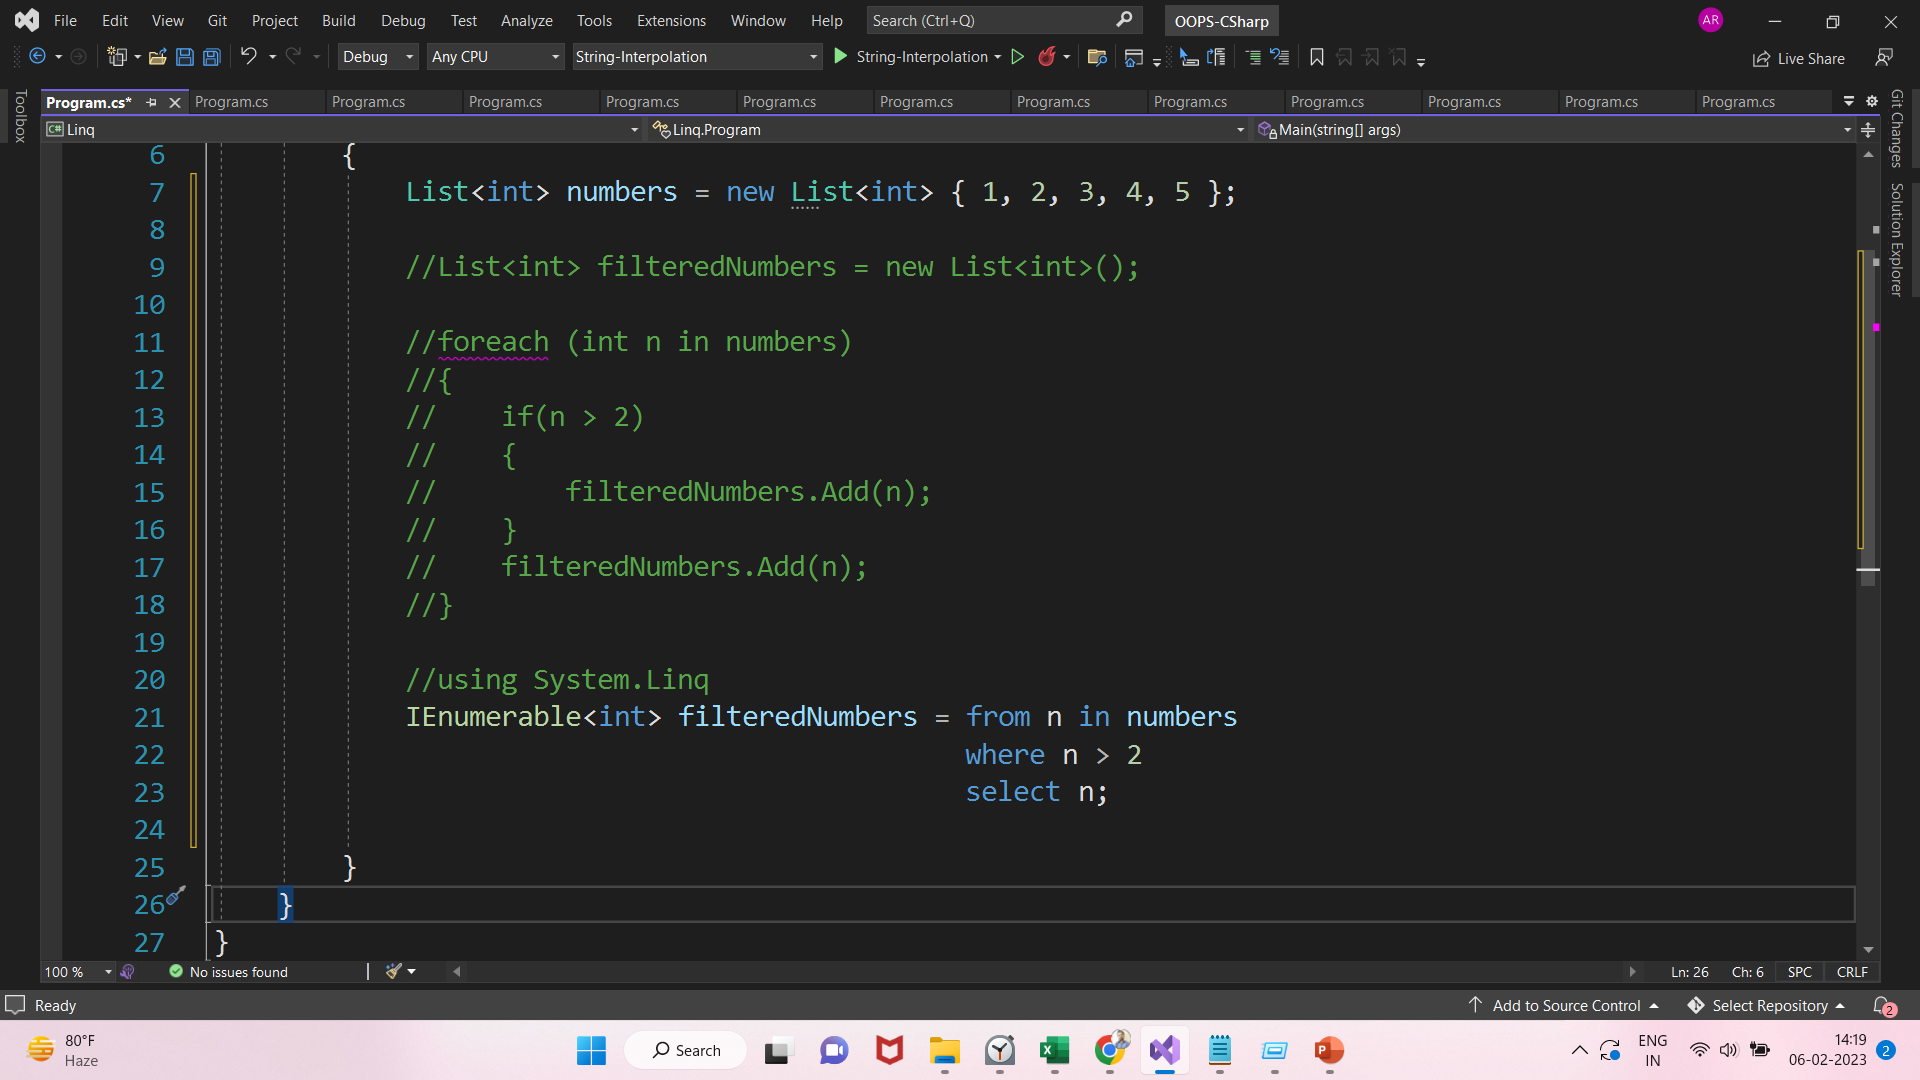 File Edit View Git Project Build Debug Test Analyze Tools Extensions Window Help Search (Ctrl+Q) OOPS-CSharp AR
Debug Any CPU String-Interpolation String-Interpolation Live Share
Program.cs* Program.cs Program.cs Program.cs Program.cs Program.cs Program.cs Program.cs Program.cs Program.cs Program.cs Program.cs Program.cs
Toolbox
Git Changes
Solution Explorer
C# Linq Linq.Program Main(string[] args)
6 {
7 List<int> numbers = new List<int> { 1, 2, 3, 4, 5 };
8
9 //List<int> filteredNumbers = new List<int>();
10
11 //foreach (int n in numbers)
12 //{
13 //    if(n > 2)
14 //    {
15 //        filteredNumbers.Add(n);
16 //    }
17 //    filteredNumbers.Add(n);
18 //}
19
20 //using System.Linq
21 IEnumerable<int> filteredNumbers = from n in numbers
22 where n > 2
23 select n;
24
25 }
26 }
27 }
100 % No issues found Ln: 26 Ch: 6 SPC CRLF
Ready Add to Source Control Select Repository 2
80°F
Haze
Search
ENG
IN
14:19
06-02-2023
2